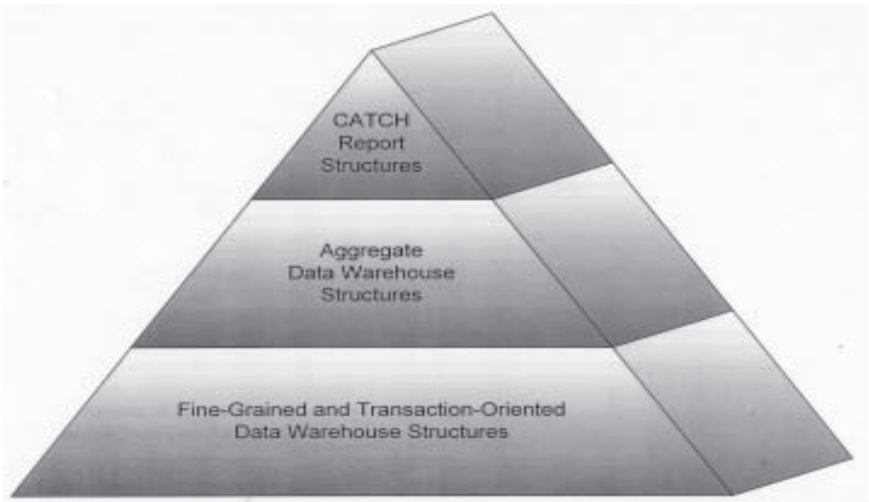 CATCH
Report
Structures
Aggregate
Data Warehouse
Structures
Fine-Grained and Transaction-Oriented
Data Warehouse Structures